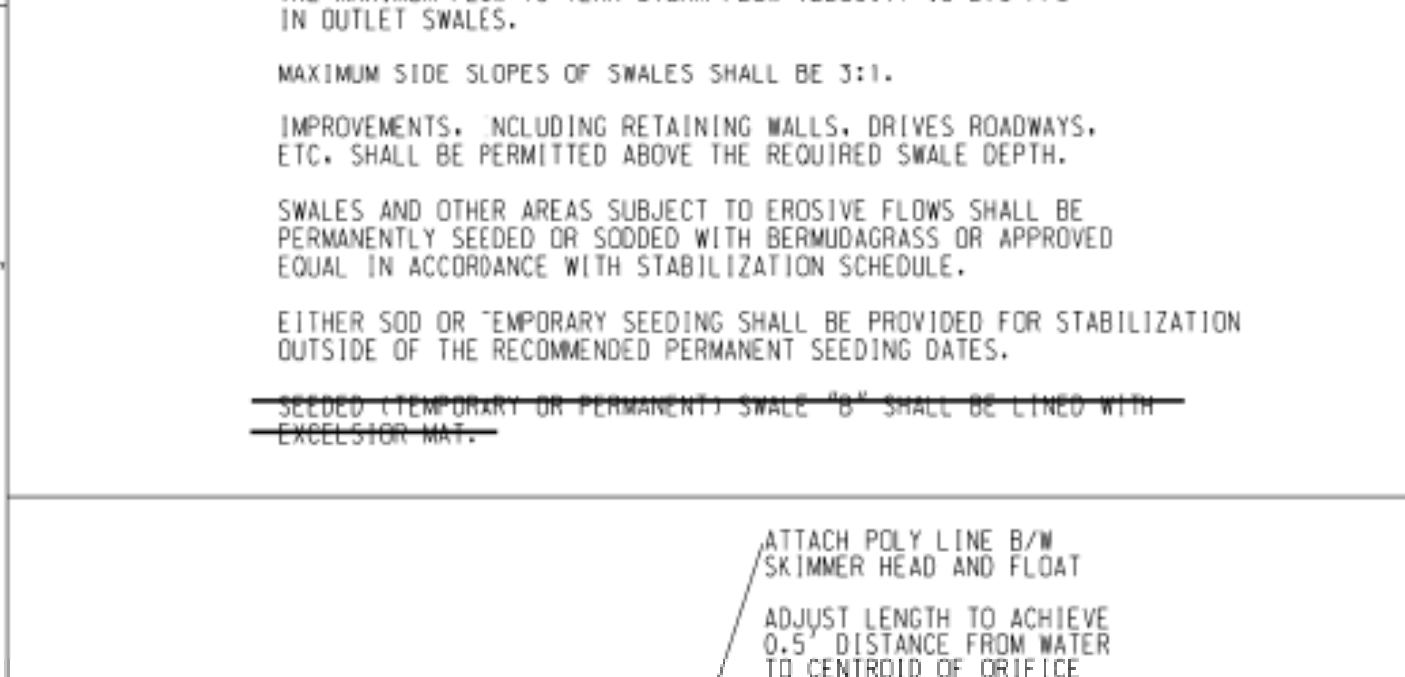 IN OUTLET SWALES.
MAXIMUM SIDE SLOPES OF SWALES SHALL BE 3:1.
IMPROVEMENTS, NCLUDING RETAINING WALLS, DRIVES ROADWAYS,
ETC. SHALL BE PERMITTED ABOVE THE REQUIRED SWALE DEPTH.
SWALES AND OTHER AREAS SUBJECT TO EROSIVE FLOWS SHALL BE
PERMANENTLY SEEDED OR SODDED WITH BERMUDAGRASS OR APPROVED
EQUAL IN ACCORDANCE WITH STABILIZATION SCHEDULE.
EITHER SOD OR TEMPORARY SEEDING SHALL BE PROVIDED FOR STABILIZATION
OUTSIDE OF THE RECOMMENDED PERMANENT SEEDING DATES.
SEEDED (TEMPORARY OR PERMANENT) SWALE "B" SHALL BE LINED WITH
EXCELSIOR MAT.
ATTACH POLY LINE B/W
SKIMMER HEAD AND FLOAT
ADJUST LENGTH TO ACHIEVE
0.5' DISTANCE FROM WATER
TO CENTROID OF ORIFICE